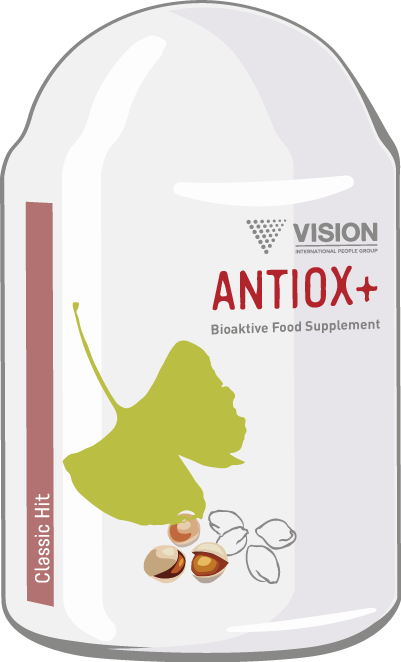 VISION
INTERNATIONAL PEOPLE GROUP
ANTIOX+
Bioaktive Food Supplement
Classic Hit